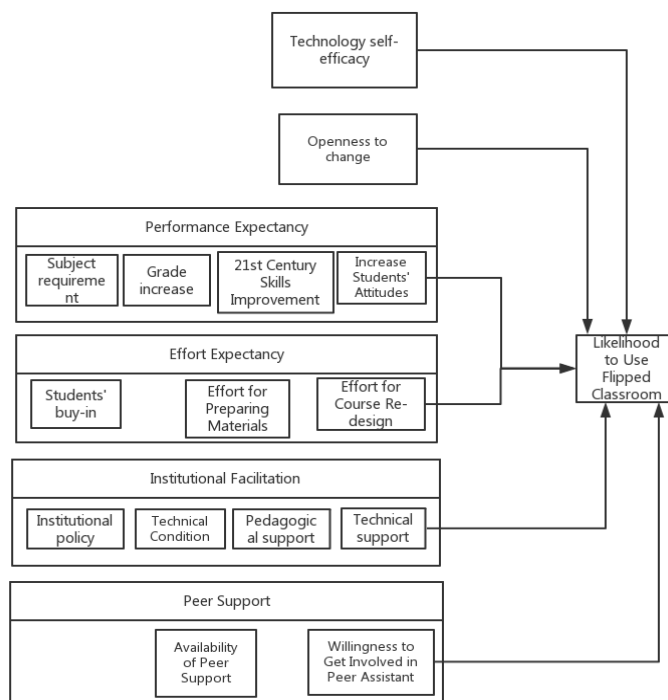 Technology self-
efficacy
Openness to
change
Performance Expectancy
Subject
requireme
nt
Grade
increase
21st Century
Skills
Improvement
Increase
Students'
Attitudes
Effort Expectancy
Students'
buy-in
Effort for
Preparing
Materials
Effort for
Course Re-
design
Likelihood
to Use
Flipped
Classroom
Institutional Facilitation
Institutional
policy
Technical
Condition
Pedagogic
al support
Technical
support
Peer Support
Availability
of Peer
Support
Willingness to
Get Involved in
Peer Assistant